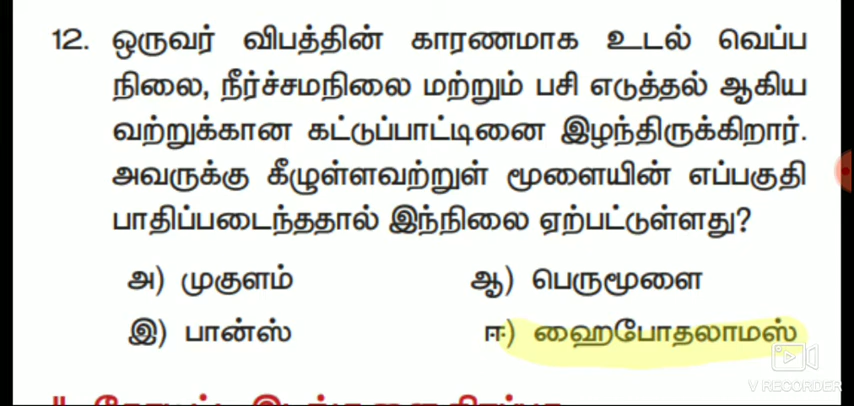 12. ஒருவர் விபத்தின் காரணமாக உடல் வெப்ப
நிலை, நீர்ச்சமநிலை மற்றும் பசி எடுத்தல் ஆகிய
வற்றுக்கான கட்டுப்பாட்டினை இழந்திருக்கிறார்.
அவருக்கு கீழுள்ளவற்றுள் மூளையின் எப்பகுதி
பாதிப்படைந்ததால் இந்நிலை ஏற்பட்டுள்ளது?
அ) முகுளம் ஆ) பெருமூளை
இ) பான்ஸ் ஈ) ஹைபோதலாமஸ்
V RECORDER